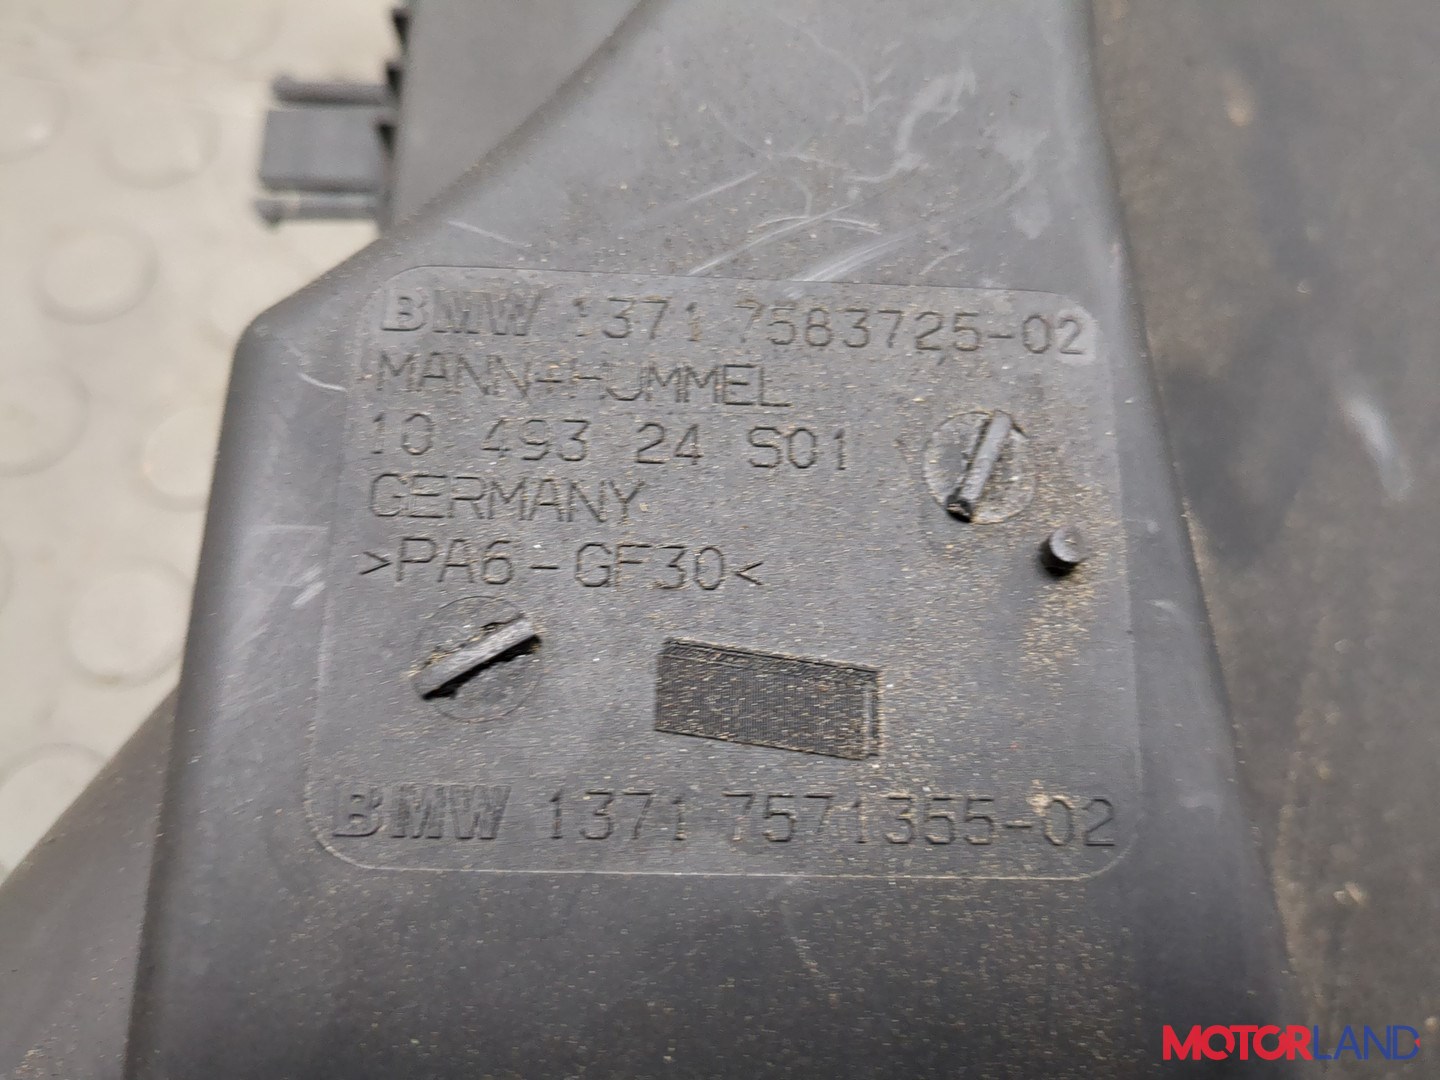 BMW 1371 7583725-02
MANN+HUMMEL
10 493 24 S01
GERMANY
>PA6-GF30<
BMW 1371 7571355-02
MOTORLAND